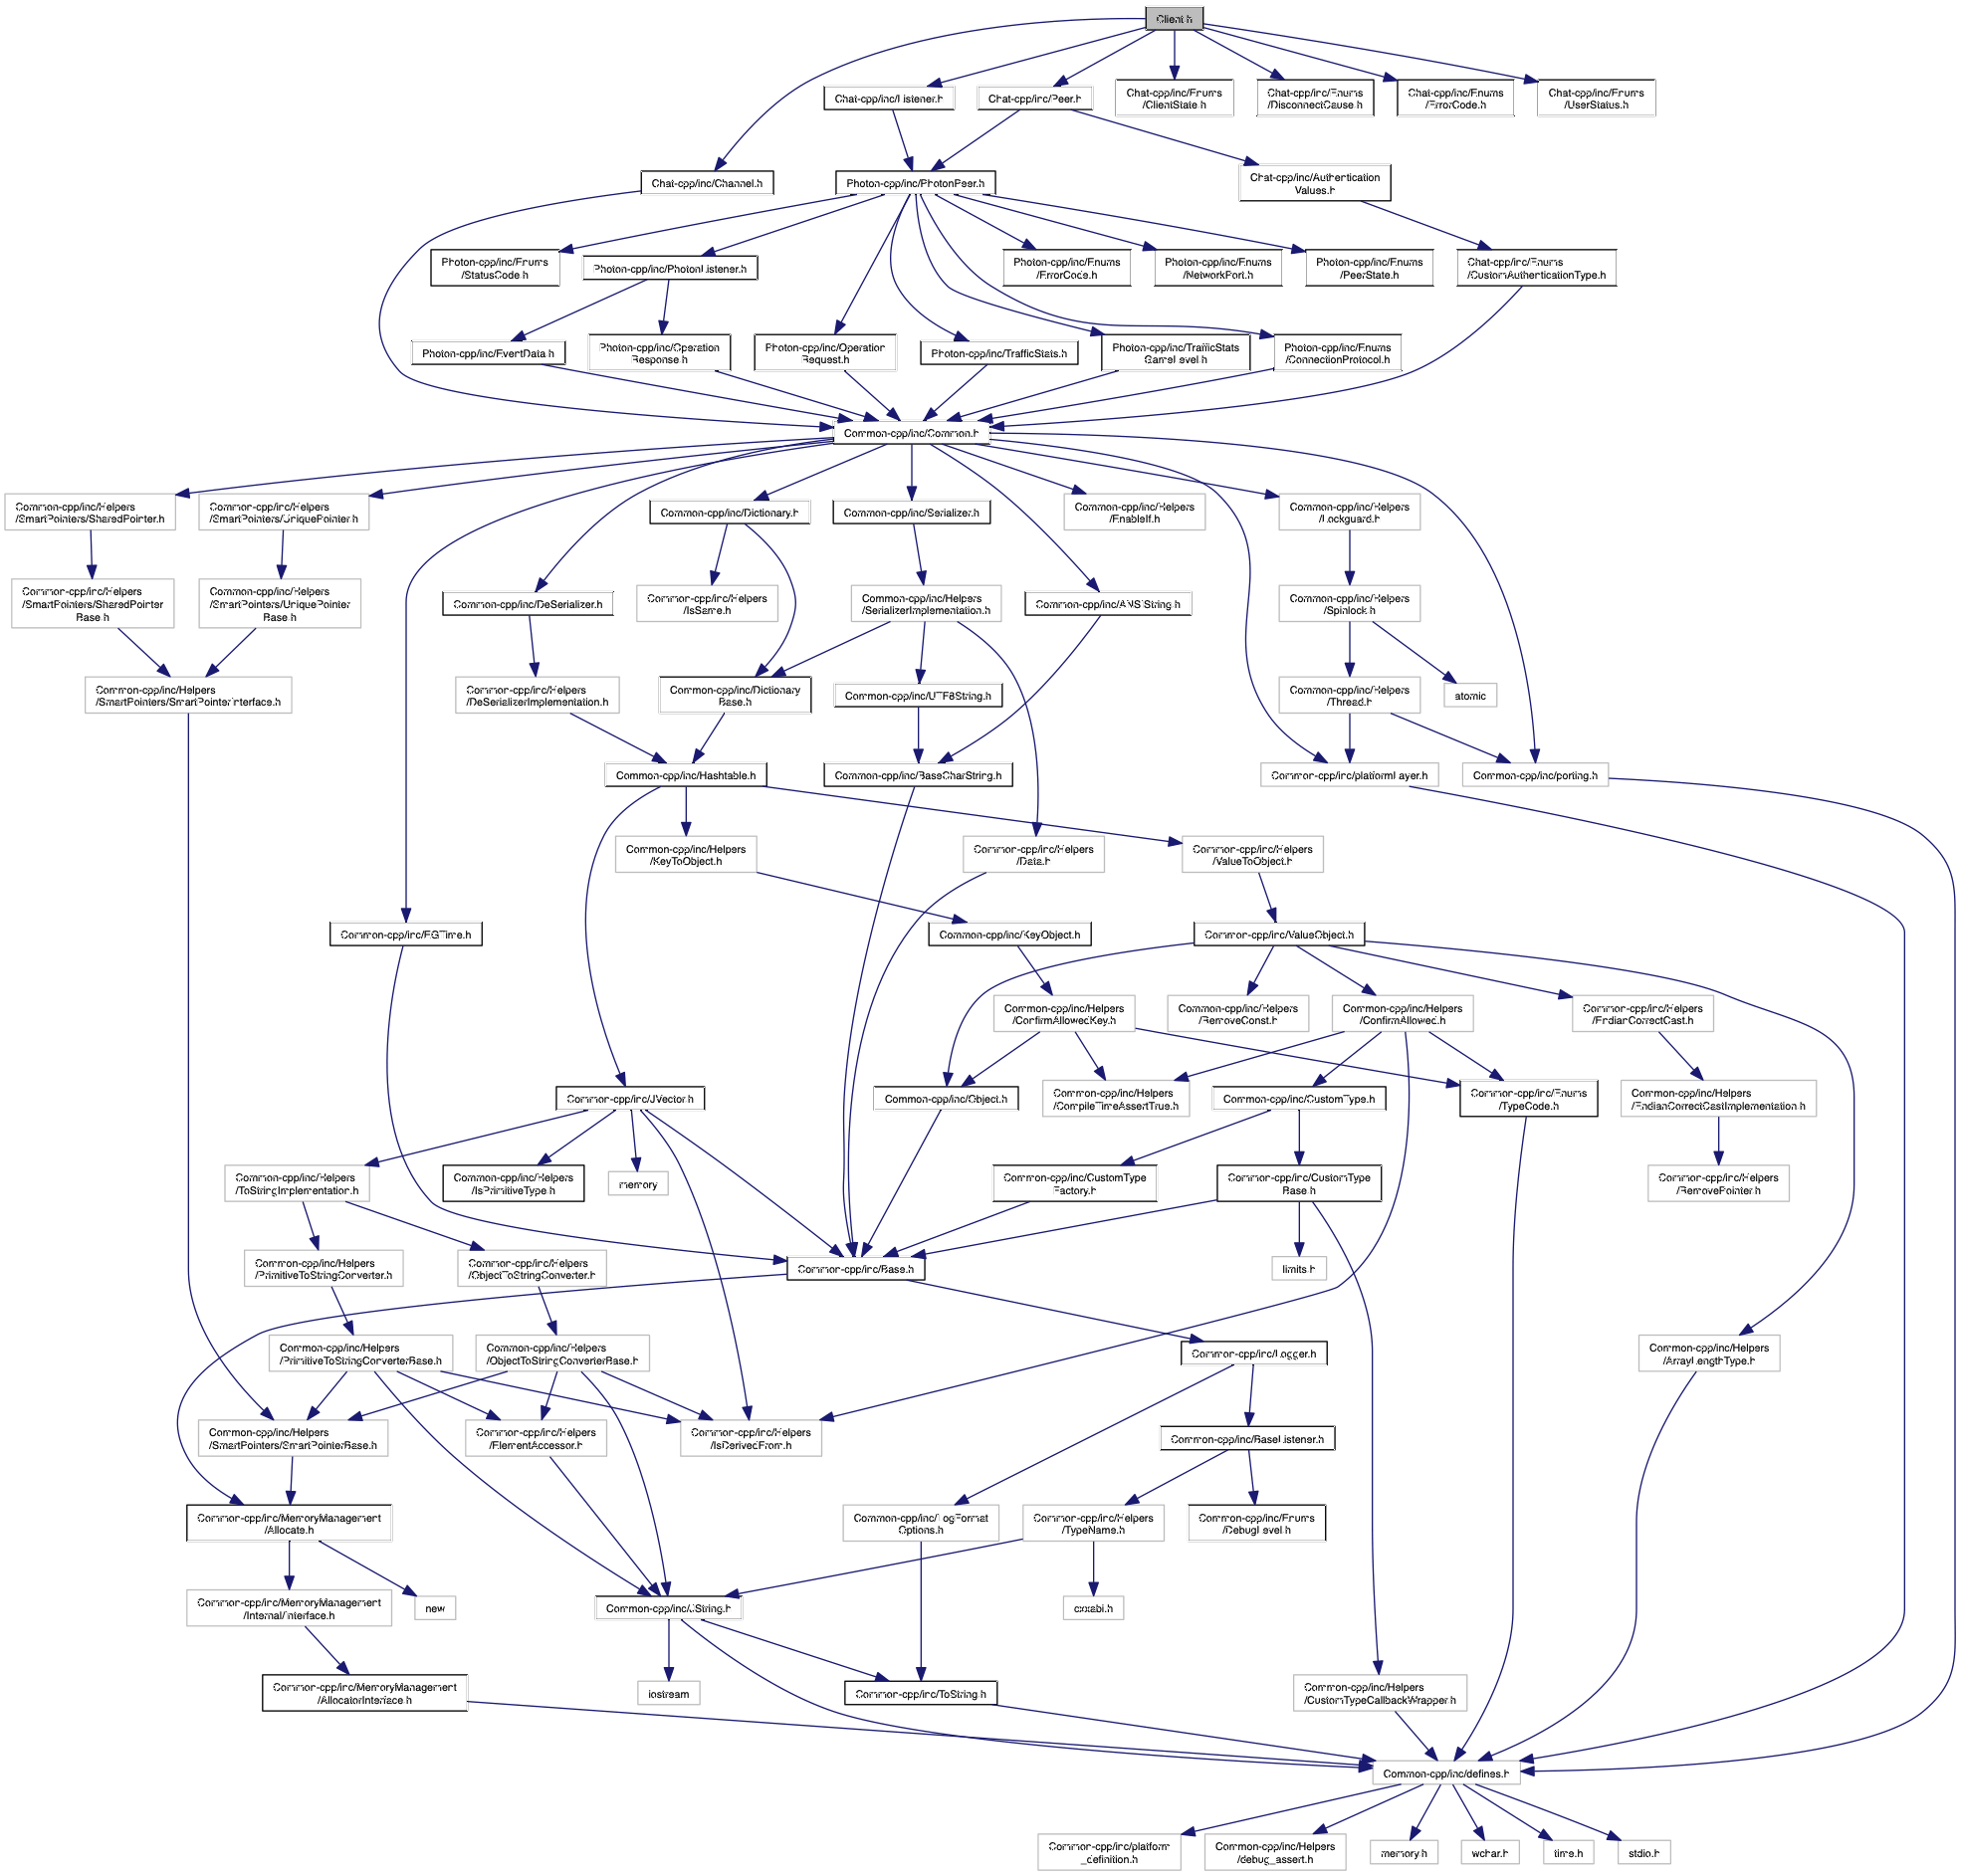 Client.h
Chat-cpp/inc/Listener.h
Chat-cpp/inc/Peer.h
Chat-cpp/inc/Enums
/ClientState.h
Chat-cpp/inc/Enums
/DisconnectCause.h
Chat-cpp/inc/Enums
/ErrorCode.h
Chat-cpp/inc/Enums
/UserStatus.h
Chat-cpp/inc/Channel.h
Photon-cpp/inc/PhotonPeer.h
Chat-cpp/inc/Authentication
Values.h
Photon-cpp/inc/Enums
/StatusCode.h
Photon-cpp/inc/PhotonListener.h
Photon-cpp/inc/Enums
/ErrorCode.h
Photon-cpp/inc/Enums
/NetworkPort.h
Photon-cpp/inc/Enums
/PeerState.h
Chat-cpp/inc/Enums
/CustomAuthenticationType.h
Photon-cpp/inc/EventData.h
Photon-cpp/inc/Operation
Response.h
Photon-cpp/inc/Operation
Request.h
Photon-cpp/inc/TrafficStats.h
Photon-cpp/inc/TrafficStats
GameLevel.h
Photon-cpp/inc/Enums
/ConnectionProtocol.h
Common-cpp/inc/Common.h
Common-cpp/inc/Helpers
/SmartPointers/SharedPointer.h
Common-cpp/inc/Helpers
/SmartPointers/UniquePointer.h
Common-cpp/inc/Dictionary.h
Common-cpp/inc/Serializer.h
Common-cpp/inc/Helpers
/EnableIf.h
Common-cpp/inc/Helpers
/Lockguard.h
Common-cpp/inc/Helpers
/SmartPointers/SharedPointer
Base.h
Common-cpp/inc/Helpers
/SmartPointers/UniquePointer
Base.h
Common-cpp/inc/DeSerializer.h
Common-cpp/inc/Helpers
/IsSame.h
Common-cpp/inc/Helpers
/SerializerImplementation.h
Common-cpp/inc/ANSIString.h
Common-cpp/inc/Helpers
/Spinlock.h
Common-cpp/inc/Helpers
/SmartPointers/SmartPointerInterface.h
Common-cpp/inc/Helpers
/DeSerializerImplementation.h
Common-cpp/inc/Dictionary
Base.h
Common-cpp/inc/UTF8String.h
Common-cpp/inc/Helpers
/Thread.h
atomic
Common-cpp/inc/Hashtable.h
Common-cpp/inc/BaseCharString.h
Common-cpp/inc/platformLayer.h
Common-cpp/inc/porting.h
Common-cpp/inc/Helpers
/KeyToObject.h
Common-cpp/inc/Helpers
/Data.h
Common-cpp/inc/Helpers
/ValueToObject.h
Common-cpp/inc/EGTime.h
Common-cpp/inc/KeyObject.h
Common-cpp/inc/ValueObject.h
Common-cpp/inc/Helpers
/ConfirmAllowedKey.h
Common-cpp/inc/Helpers
/RemoveConst.h
Common-cpp/inc/Helpers
/ConfirmAllowed.h
Common-cpp/inc/Helpers
/EndianCorrectCast.h
Common-cpp/inc/JVector.h
Common-cpp/inc/Object.h
Common-cpp/inc/Helpers
/CompileTimeAssertTrue.h
Common-cpp/inc/CustomType.h
Common-cpp/inc/Enums
/TypeCode.h
Common-cpp/inc/Helpers
/EndianCorrectCastImplementation.h
Common-cpp/inc/Helpers
/ToStringImplementation.h
Common-cpp/inc/Helpers
/IsPrimitiveType.h
memory
Common-cpp/inc/CustomType
Factory.h
Common-cpp/inc/CustomType
Base.h
Common-cpp/inc/Helpers
/RemovePointer.h
Common-cpp/inc/Helpers
/PrimitiveToStringConverter.h
Common-cpp/inc/Helpers
/ObjectToStringConverter.h
Common-cpp/inc/Base.h
limits.h
Common-cpp/inc/Helpers
/PrimitiveToStringConverterBase.h
Common-cpp/inc/Helpers
/ObjectToStringConverterBase.h
Common-cpp/inc/Logger.h
Common-cpp/inc/Helpers
/ArrayLengthType.h
Common-cpp/inc/Helpers
/SmartPointers/SmartPointerBase.h
Common-cpp/inc/Helpers
/ElementAccessor.h
Common-cpp/inc/Helpers
/IsDerivedFrom.h
Common-cpp/inc/BaseListener.h
Common-cpp/inc/MemoryManagement
/Allocate.h
Common-cpp/inc/LogFormat
Options.h
Common-cpp/inc/Helpers
/TypeName.h
Common-cpp/inc/Enums
/DebugLevel.h
Common-cpp/inc/MemoryManagement
/Internal/Interface.h
new
Common-cpp/inc/JString.h
cxxabi.h
Common-cpp/inc/MemoryManagement
/AllocatorInterface.h
iostream
Common-cpp/inc/ToString.h
Common-cpp/inc/Helpers
/CustomTypeCallbackWrapper.h
Common-cpp/inc/defines.h
Common-cpp/inc/platform
_definition.h
Common-cpp/inc/Helpers
/debug_assert.h
memory.h
wchar.h
time.h
stdio.h